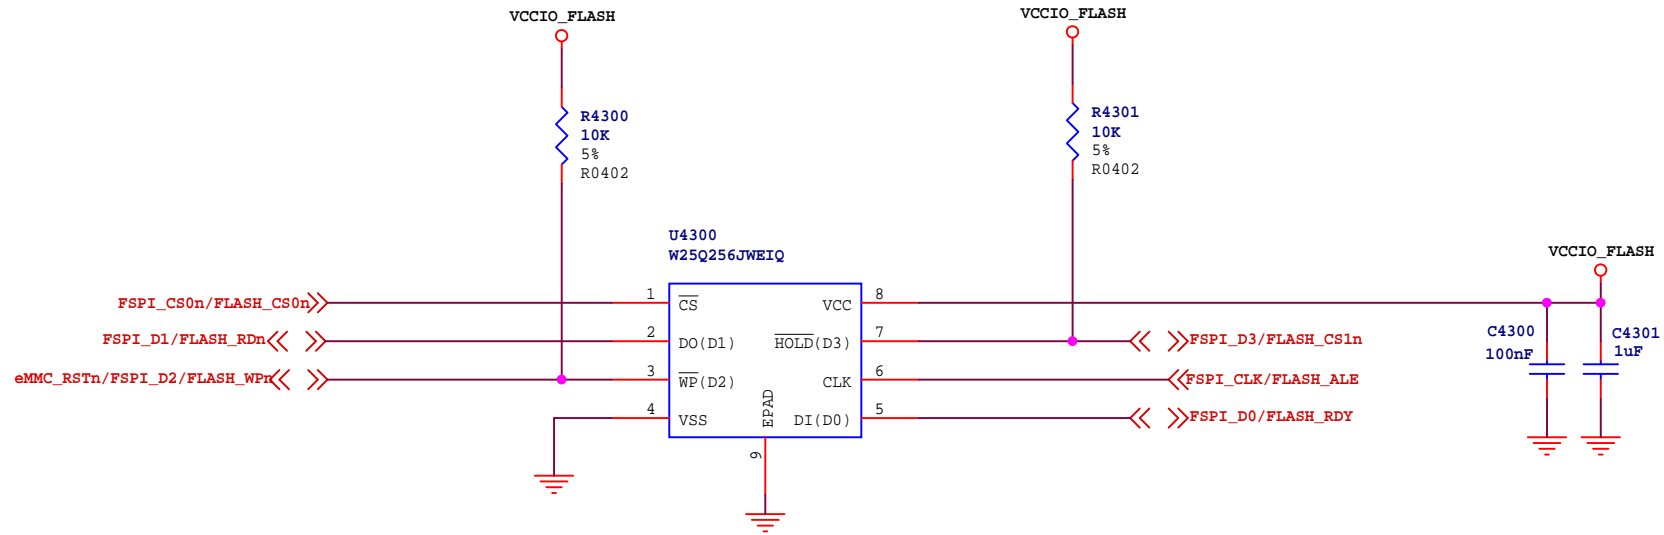 VCCIO_FLASH
VCCIO_FLASH
R4300
10K
5%
R0402
R4301
10K
5%
R0402
U4300
W25Q256JWEIQ
VCCIO_FLASH
FSPI_CS0n/FLASH_CS0n
1
CS
VCC
8
FSPI_D1/FLASH_RDn
2
DO(D1)
HOLD(D3)
7
FSPI_D3/FLASH_CS1n
eMMC_RSTn/FSPI_D2/FLASH_WPn
3
WP(D2)
CLK
6
FSPI_CLK/FLASH_ALE
4
VSS
EPAD
DI(D0)
5
FSPI_D0/FLASH_RDY
9
C4300
100nF
C4301
1uF